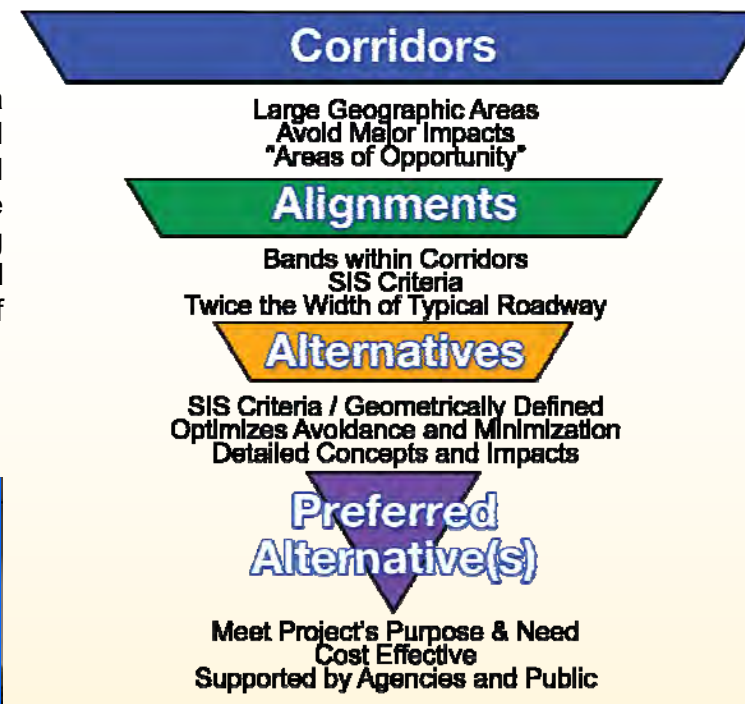 Corridors
Large Geographic Areas
Avoid Major Impacts
"Areas of Opportunity"
Alignments
Bands within Corridors
SIS Criteria
Twice the Width of Typical Roadway
Alternatives
SIS Criteria / Geometrically Defined
Optimizes Avoidance and Minimization
Detailed Concepts and Impacts
Preferred
Alternative(s)
Meet Project's Purpose & Need
Cost Effective
Supported by Agencies and Public